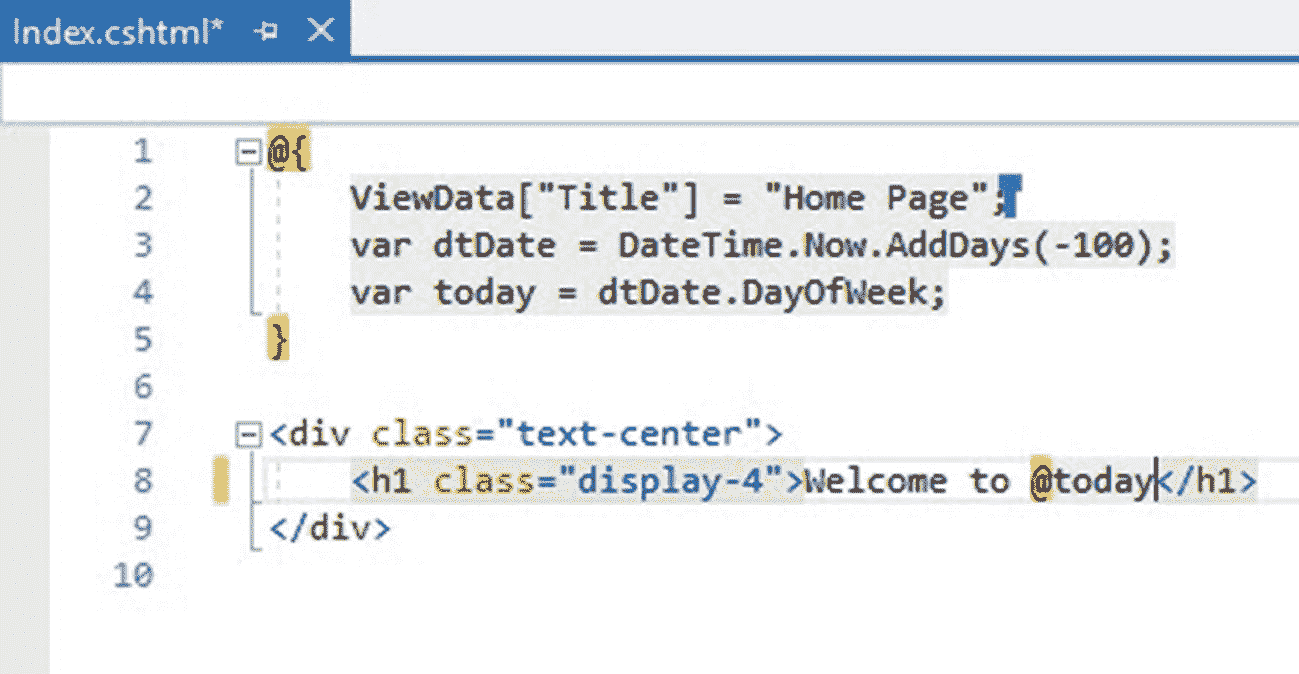 Index.cshtml*
1 @{
2 ViewData["Title"] = "Home Page";
3 var dtDate = DateTime.Now.AddDays(-100);
4 var today = dtDate.DayOfWeek;
5 }
6
7 <div class="text-center">
8 <h1 class="display-4">Welcome to @today</h1>
9 </div>
10